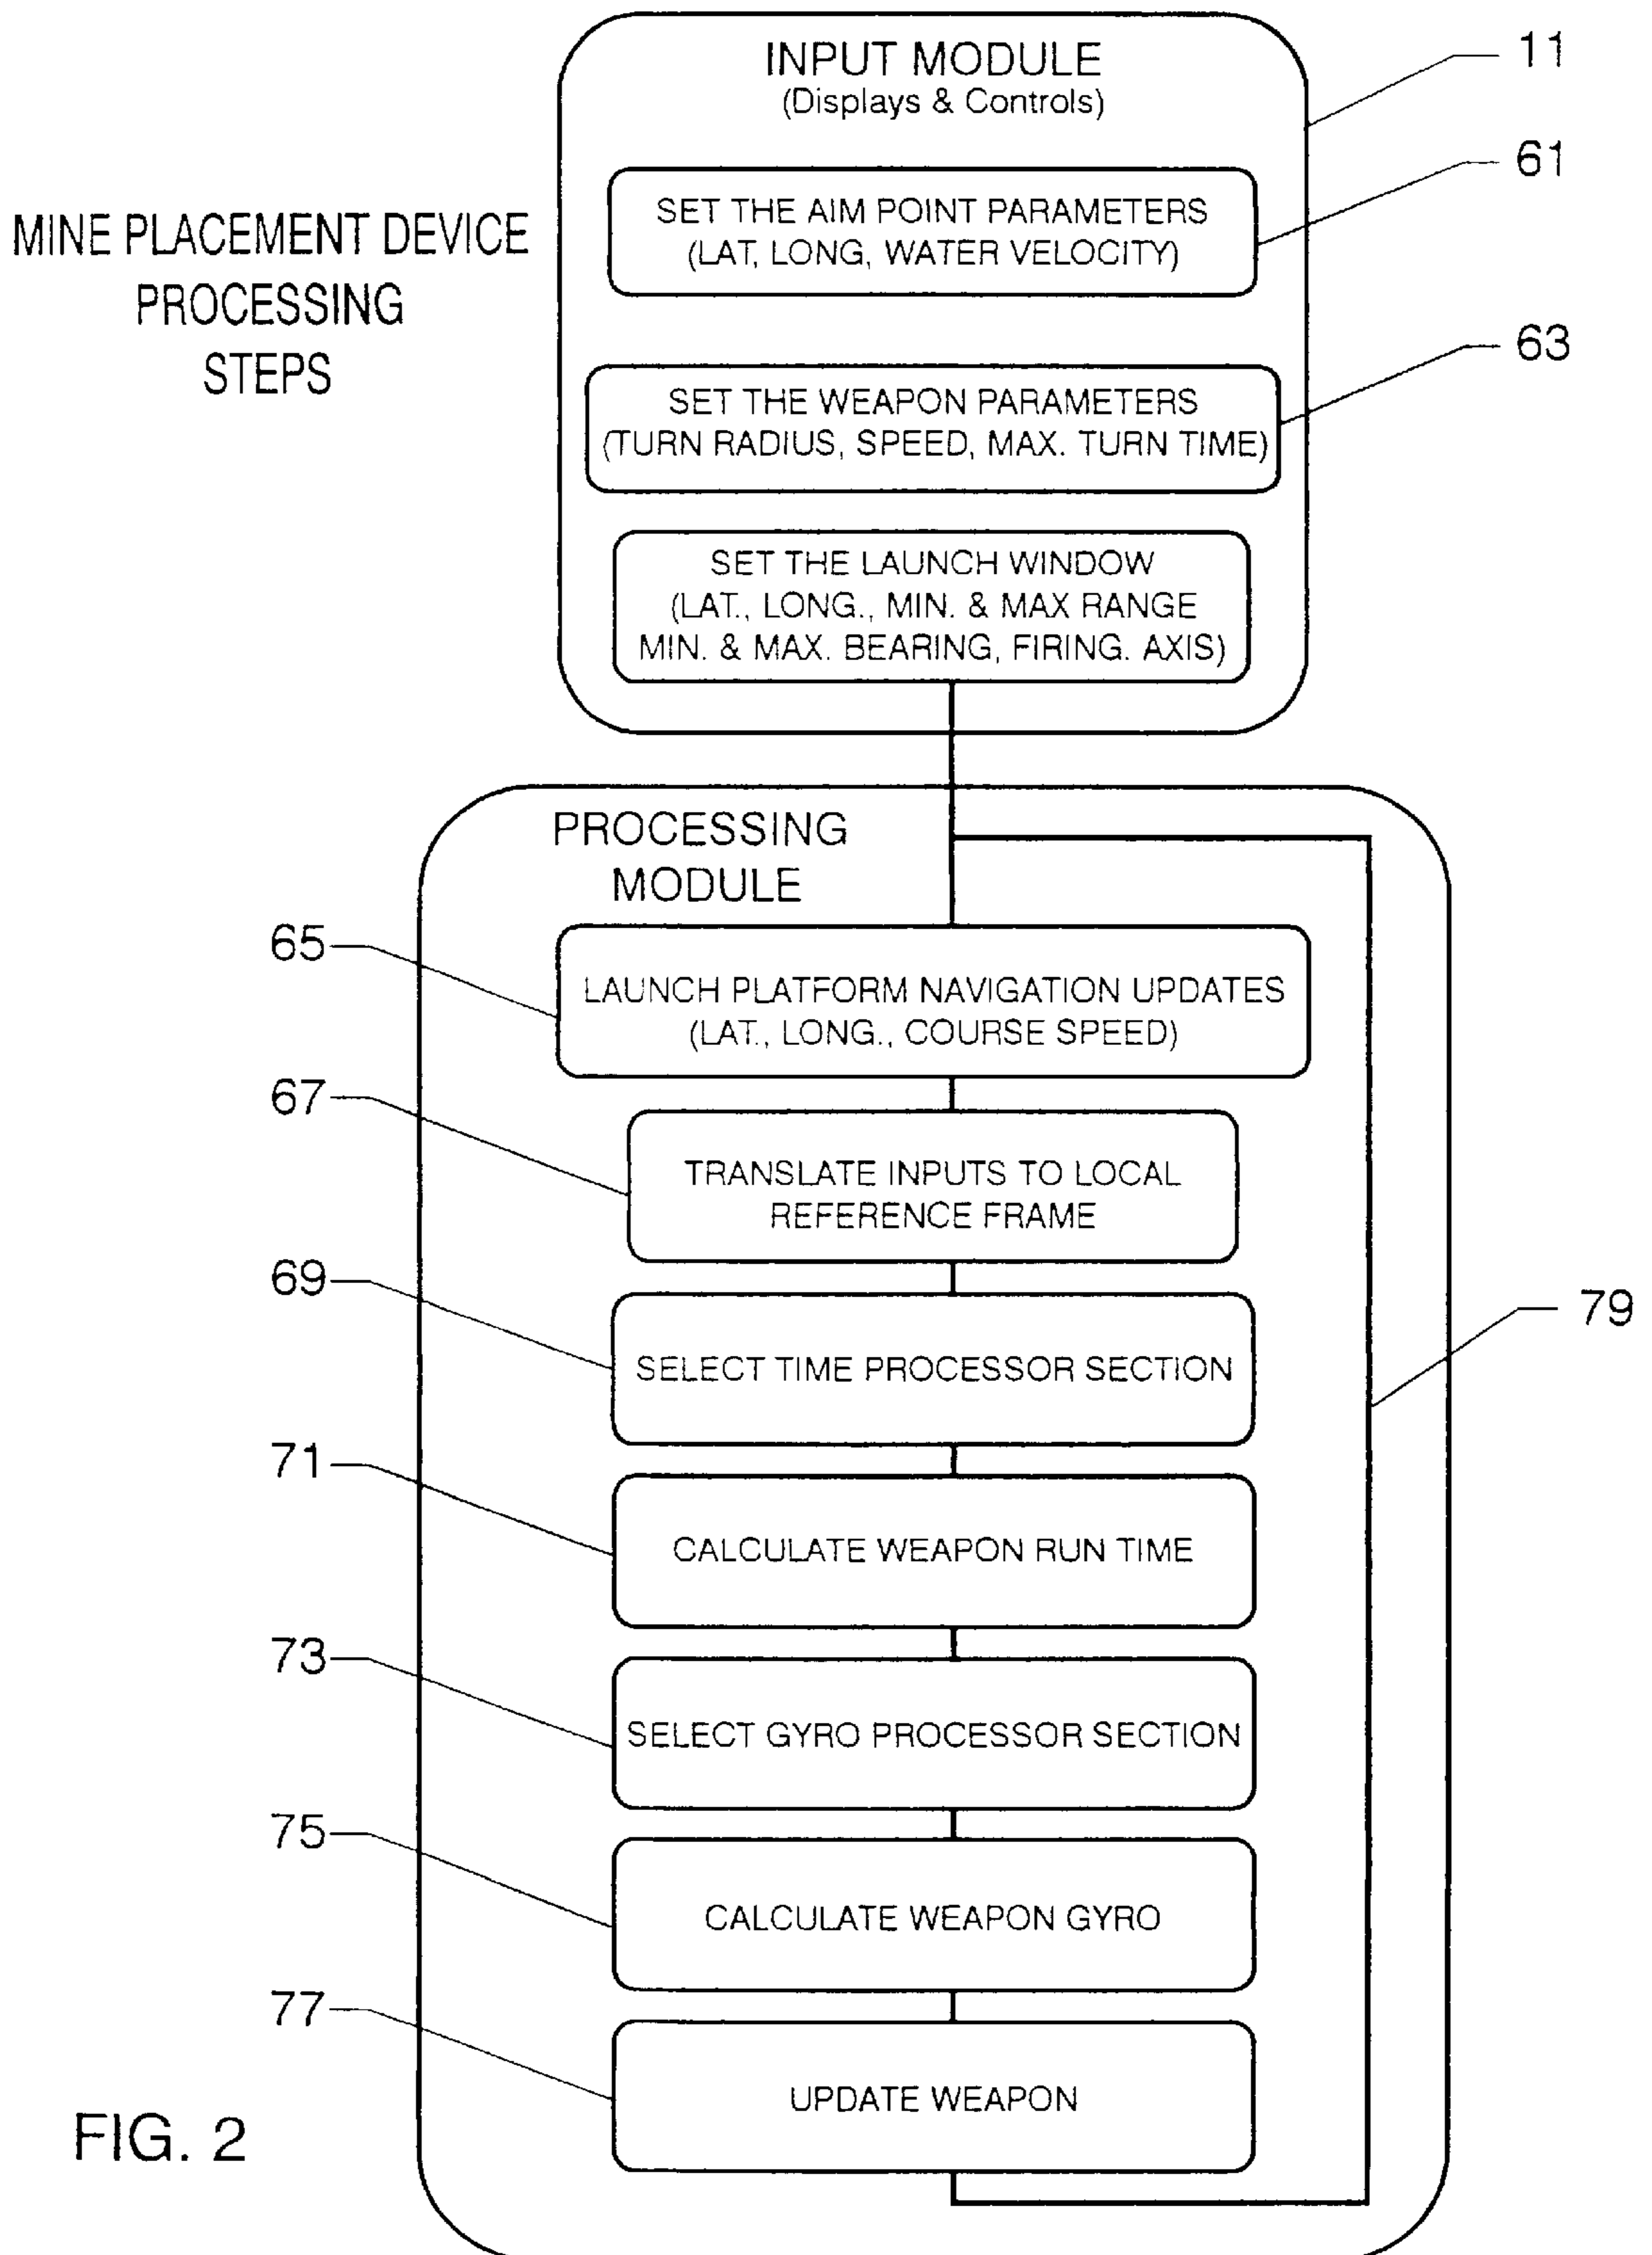 INPUT MODULE
(Displays & Controls)
11
61
SET THE AIM POINT PARAMETERS
(LAT, LONG, WATER VELOCITY)
MINE PLACEMENT DEVICE
PROCESSING
STEPS
63
SET THE WEAPON PARAMETERS
(TURN RADIUS, SPEED, MAX. TURN TIME)
SET THE LAUNCH WINDOW
(LAT., LONG., MIN. & MAX RANGE
MIN. & MAX. BEARING, FIRING. AXIS)
PROCESSING
MODULE
65
LAUNCH PLATFORM NAVIGATION UPDATES
(LAT., LONG., COURSE SPEED)
67
TRANSLATE INPUTS TO LOCAL
REFERENCE FRAME
69
79
SELECT TIME PROCESSOR SECTION
71
CALCULATE WEAPON RUN TIME
73
SELECT GYRO PROCESSOR SECTION
75
CALCULATE WEAPON GYRO
77
UPDATE WEAPON
FIG. 2